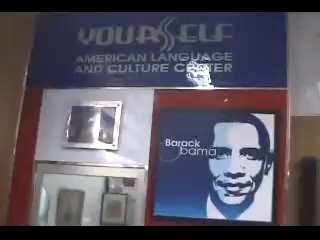 YOURSELF
AMERICAN LANGUAGE
AND CULTURE CENTER
Barack
Obama